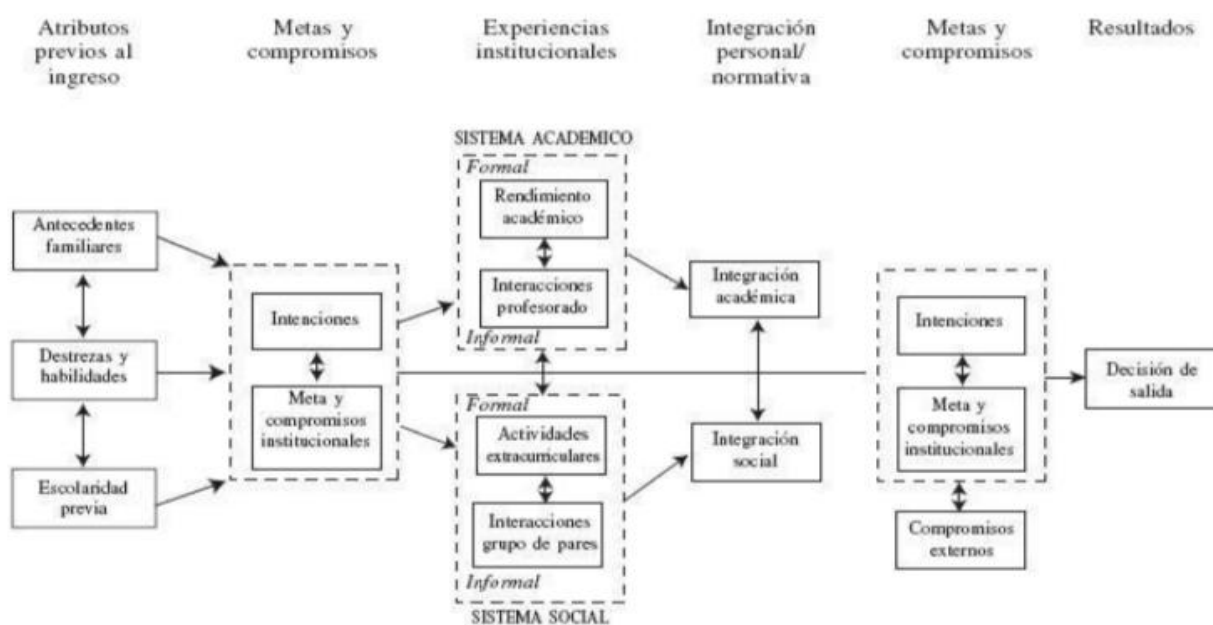 Atributos
previos al
ingreso
Metas y
compromisos
Experiencias
institucionales
Integración
personal/
normativa
Metas y
compromisos
Resultados
SISTEMA ACADEMICO
Formal
Rendimiento
académico
Interacciones
profesorado
Informal
Antecedentes
familiares
Destrezas y
habilidades
Escolaridad
previa
Intenciones
Meta y
compromisos
institucionales
Formal
Actividades
extracurriculares
Interacciones
grupo de pares
Informal
SISTEMA SOCIAL
Integración
académica
Integración
social
Intenciones
Meta y
compromisos
institucionales
Compromisos
externos
Decisión de
salida